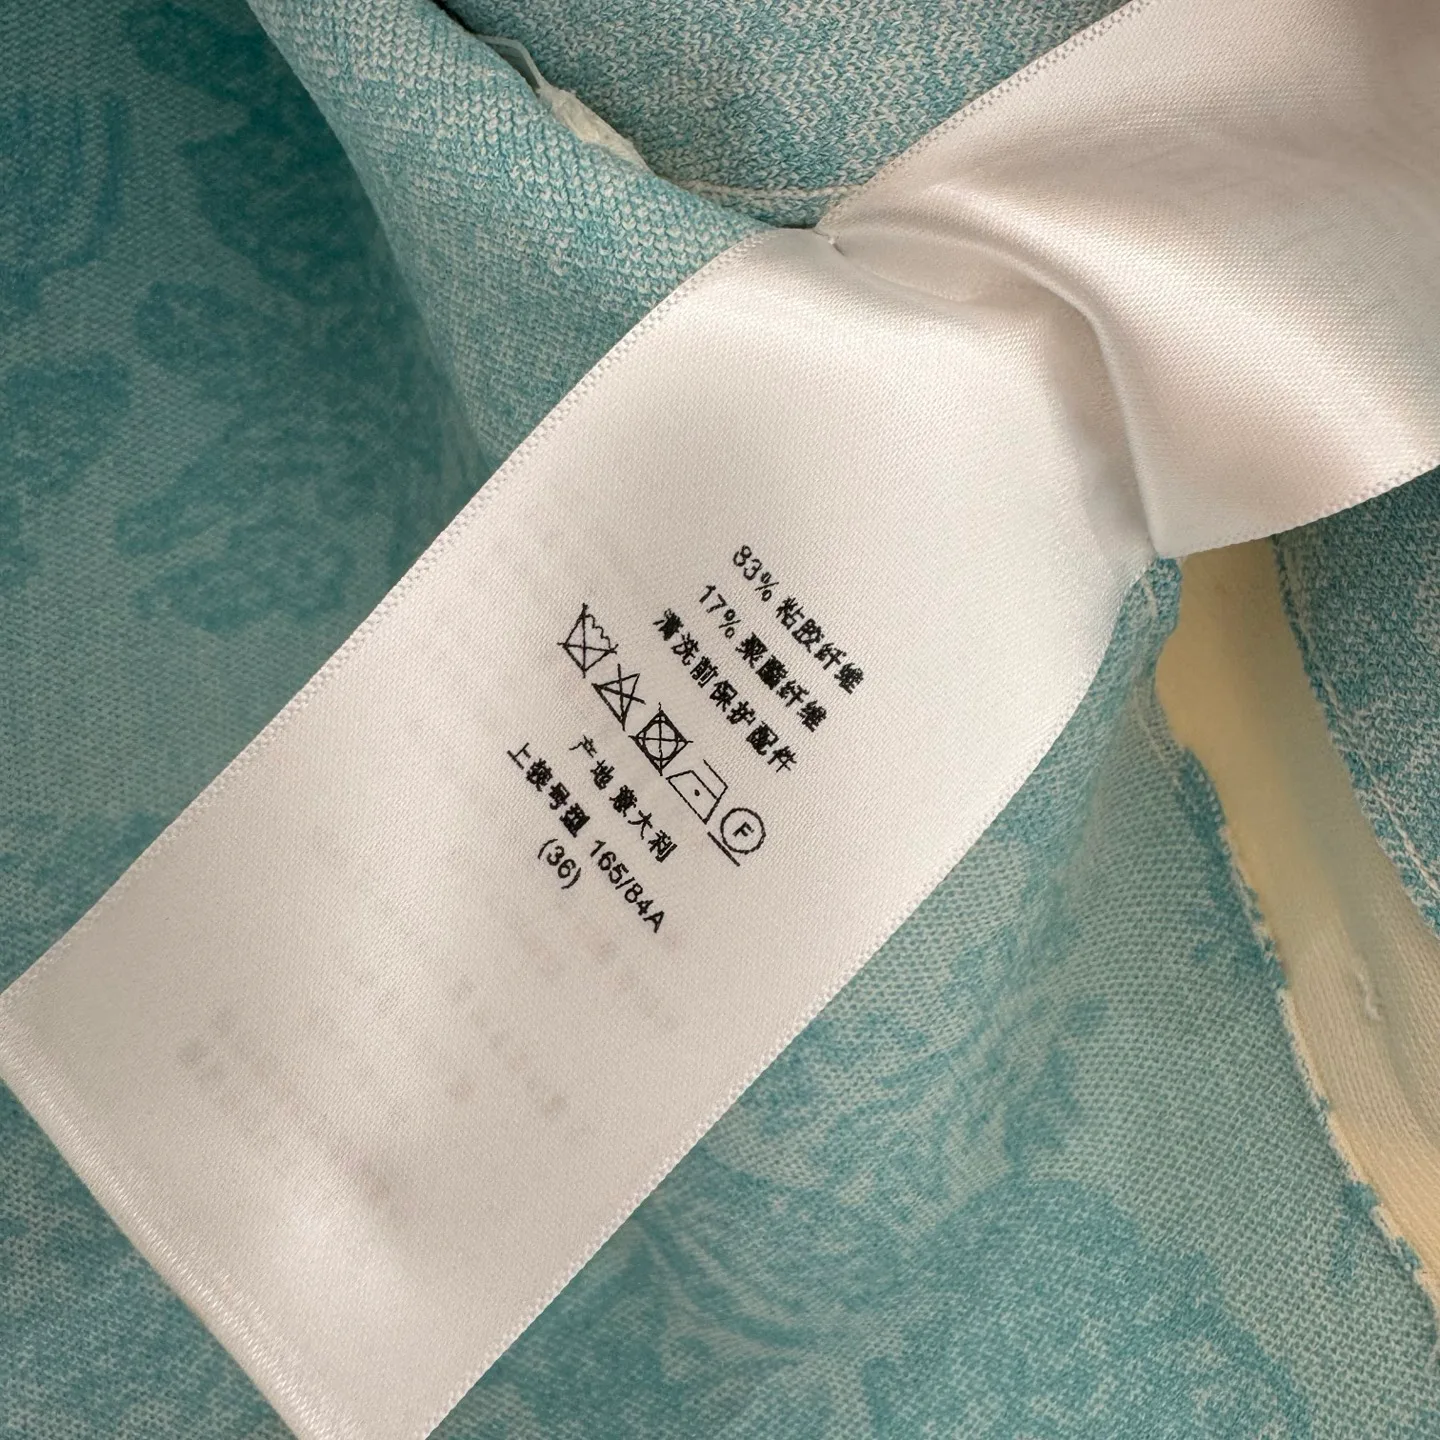 83% 粘胶纤维
17% 聚酯纤维
清洗前保护配件
F
产地意大利
上装号型 165/84A
(36)